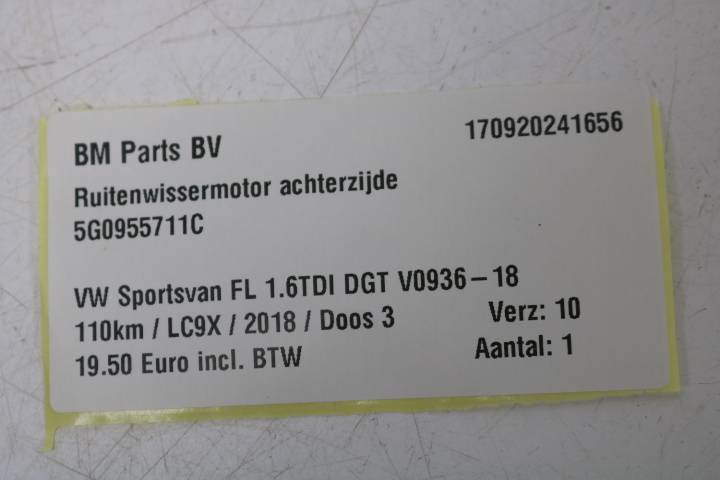 BM Parts BV 170920241656
Ruitenwissermotor achterzijde
5G0955711C
VW Sportsvan FL 1.6TDI DGT V0936-18
110km / LC9X / 2018 / Doos 3 Verz: 10
19.50 Euro incl. BTW Aantal: 1